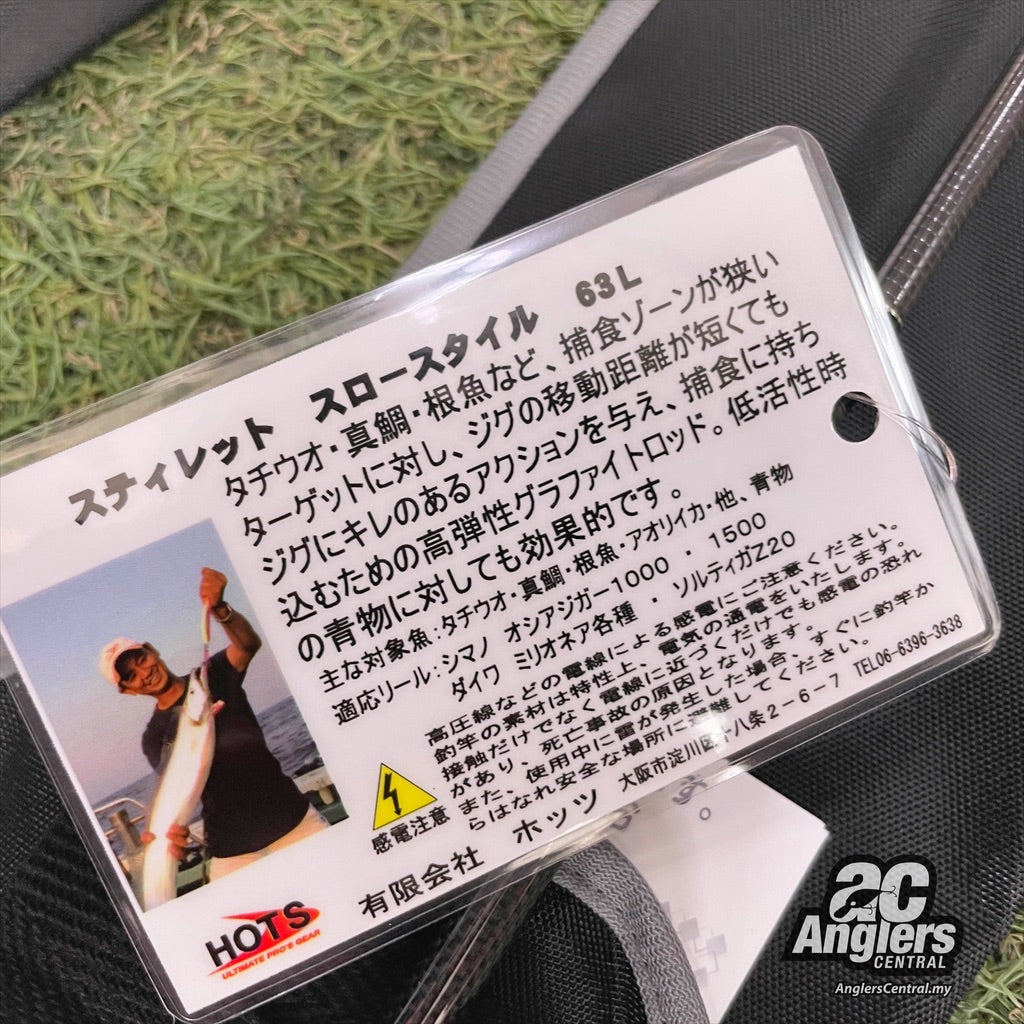 スティレット スロースタイル 63L
タチウオ・真鯛・根魚など、捕食ゾーンが狭い
ターゲットに対し、ジグの移動距離が短くても
ジグにキレのあるアクションを与え、捕食に持ち
込むための高弾性グラファイトロッド。低活性時
の青物に対しても効果的です。
主な対象魚:タチウオ・真鯛・根魚・アオリイカ・他、青物
適応リール:シマノ オシアジガー1000・1500
ダイワ ミリオネア各種・ソルティガZ20
高圧線などの電線による感電にご注意ください。
釣竿の素材は特性上、電気の通電をいたします。
接触だけでなく電線に近づくだけでも感電の恐れ
があり、死亡事故の原因となります。
また、使用中に雷が発生した場合、すぐに釣竿か
らはなれ安全な場所に避難してください。
感電注意
有限会社 ホッツ 大阪市淀川区十八条2-6-7 TEL06-6396-3638
HOTS
ULTIMATE PRO'S GEAR
ac
Anglers
CENTRAL
AnglersCentral.my